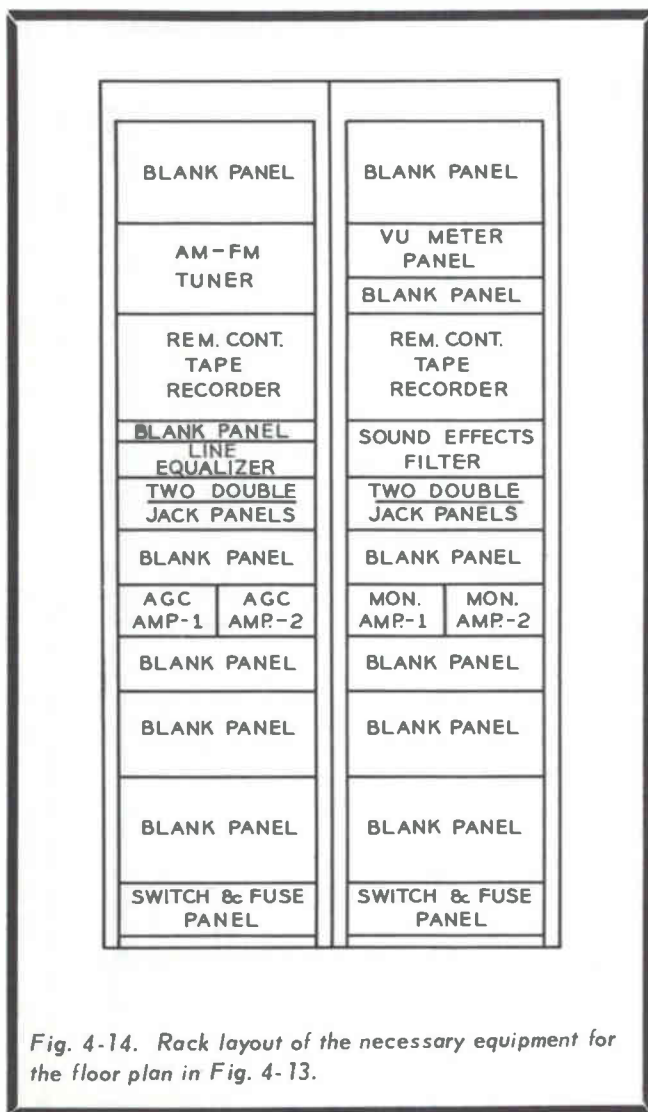 BLANK PANEL
AM-FM
TUNER
REM. CONT.
TAPE
RECORDER
BLANK PANEL
LINE
EQUALIZER
TWO DOUBLE
JACK PANELS
BLANK PANEL
AGC
AMP-1
AGC
AMP.-2
BLANK PANEL
BLANK PANEL
BLANK PANEL
SWITCH & FUSE
PANEL
BLANK PANEL
VU METER
PANEL
BLANK PANEL
REM. CONT.
TAPE
RECORDER
SOUND EFFECTS
FILTER
TWO DOUBLE
JACK PANELS
BLANK PANEL
MON.
AMP.-1
MON.
AMP.-2
BLANK PANEL
BLANK PANEL
BLANK PANEL
SWITCH & FUSE
PANEL
Fig. 4-14. Rack layout of the necessary equipment for
the floor plan in Fig. 4-13.